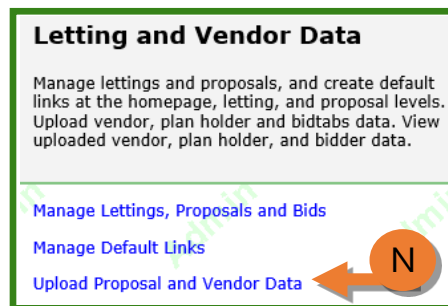 Letting and Vendor Data
Manage lettings and proposals, and create default
links at the homepage, letting, and proposal levels.
Upload vendor, plan holder and bidtabs data. View
uploaded vendor, plan holder, and bidder data.
Manage Lettings, Proposals and Bids
Manage Default Links
Upload Proposal and Vendor Data
N
Admin